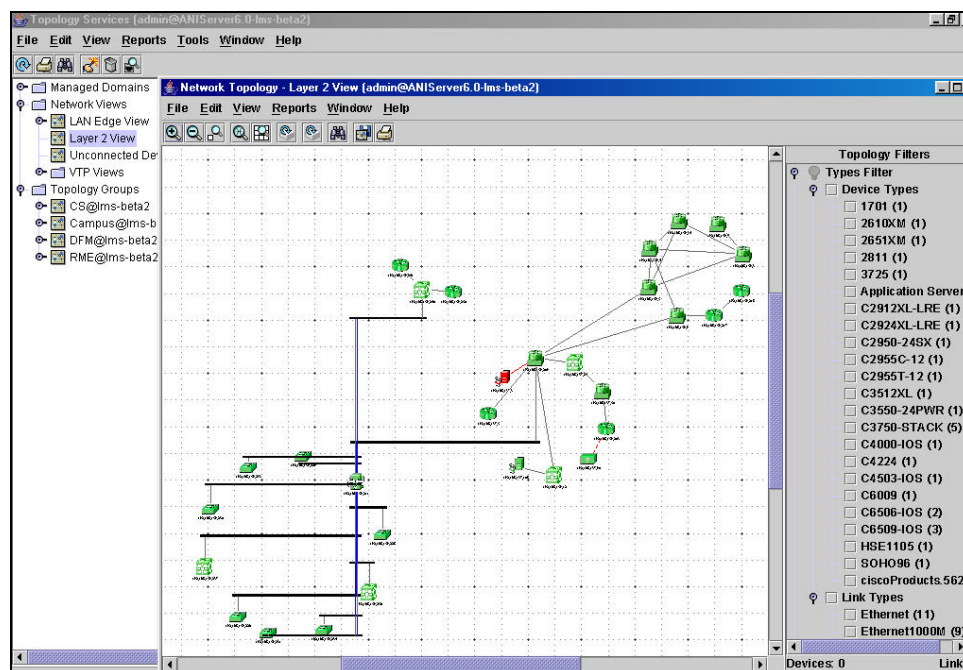 Topology Services [admin@ANIServer6.0-lms-beta2]
File Edit View Reports Tools Window Help
Managed Domains
Network Views
LAN Edge View
Layer 2 View
Unconnected De
VTP Views
Topology Groups
CS@lms-beta2
Campus@lms-b
DFM@lms-beta2
RME@lms-beta2
Network Topology - Layer 2 View [admin@ANIServer6.0-lms-beta2]
File Edit View Reports Window Help
Topology Filters
Types Filter
Device Types
1701 (1)
2610XM (1)
2651XM (1)
2811 (1)
3725 (1)
Application Server
C2912XL-LRE (1)
C2924XL-LRE (1)
C2950-24SX (1)
C2955C-12 (1)
C2955T-12 (1)
C3512XL (1)
C3550-24PWR (1)
C3750-STACK (5)
C4000-IOS (1)
C4224 (1)
C4503-IOS (1)
C6009 (1)
C6506-IOS (2)
C6509-IOS (3)
HSE1105 (1)
SOHO96 (1)
ciscoProducts.562
Link Types
Ethernet (11)
Ethernet1000M (9)
Devices: 0 Link